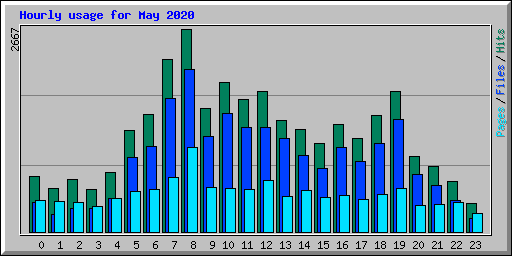 Hourly usage for May 2020
2667
Pages / Files / Hits
0 1 2 3 4 5 6 7 8 9 10 11 12 13 14 15 16 17 18 19 20 21 22 23